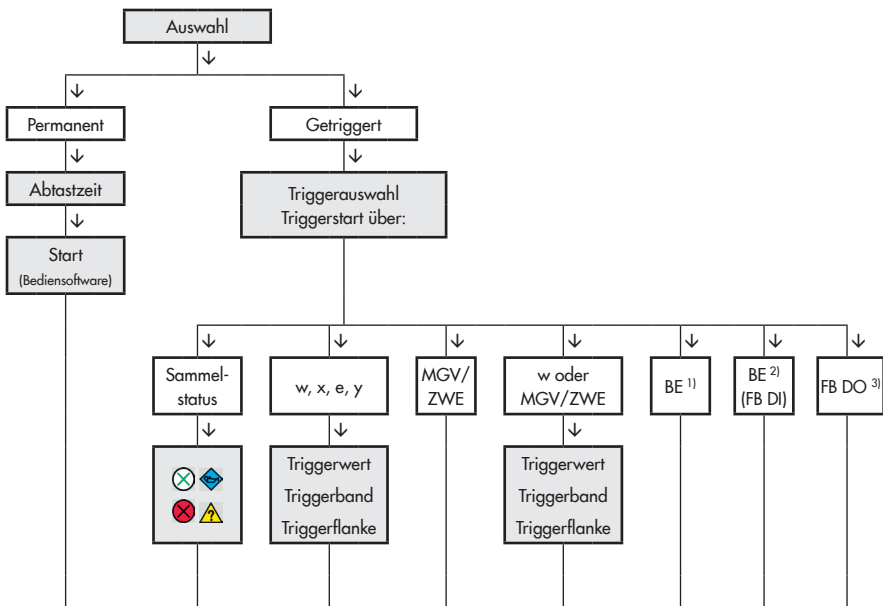 Auswahl
Permanent
Getriggert
Abtastzeit
Triggerauswahl
Triggerstart über:
Start
(Bediensoftware)
Sammel-
status
w, x, e, y
MGV/
ZWE
w oder
MGV/ZWE
BE 1)
BE 2)
(FB DI)
FB DO 3)
?
Triggerwert
Triggerband
Triggerflanke
Triggerwert
Triggerband
Triggerflanke